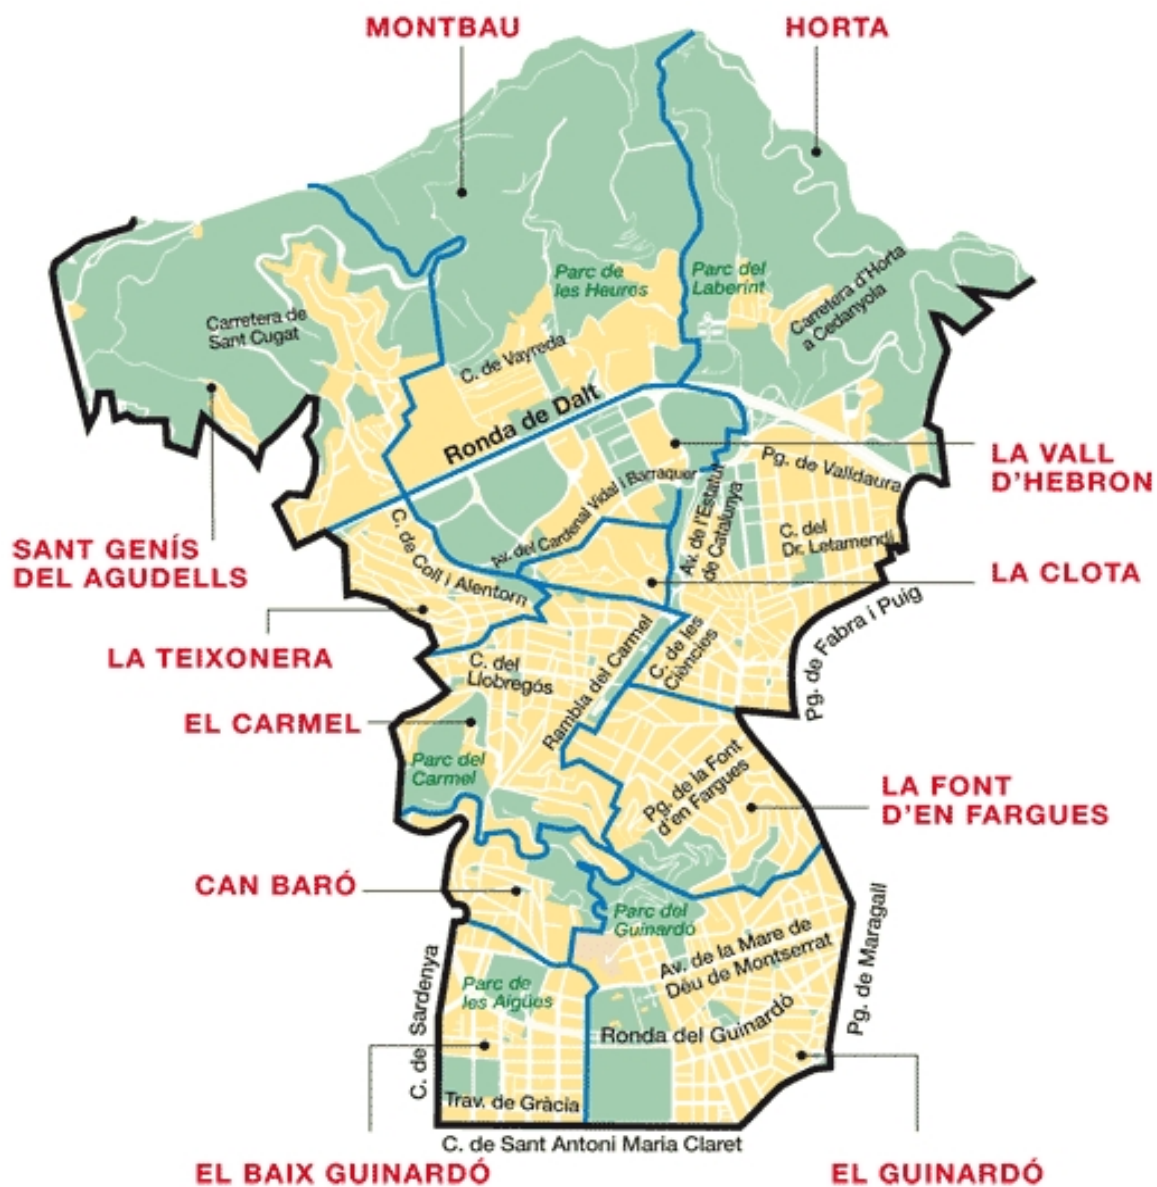 MONTBAU
HORTA
Parc de
les Heures
Parc del
Laberint
Carretera d'Horta
a Cedanyola
Carretera de
Sant Cugat
C. de Vayreda
Ronda de Dalt
LA VALL
D'HEBRON
Pg. de Valldaura
Av. del Cardenal Vidal i Barraquer
Av. de l'Estatut
de Catalunya
C. del
Dr. Letamendi
C. de Coll i Alentorn
SANT GENÍS
DEL AGUDELLS
LA CLOTA
Pg. de Fabra i Puig
LA TEIXONERA
C. del
Llobregós
Rambla del Carmel
C. de les
Ciències
EL CARMEL
Parc del
Carmel
Pg. de la Font
d'en Fargues
LA FONT
D'EN FARGUES
CAN BARÓ
Parc del
Guinardó
Av. de la Mare de
Déu de Montserrat
Pg. de Maragall
C. de Sardenya
Parc de
les Aigües
Ronda del Guinardó
Trav. de Gràcia
C. de Sant Antoni Maria Claret
EL BAIX GUINARDÓ
EL GUINARDÓ